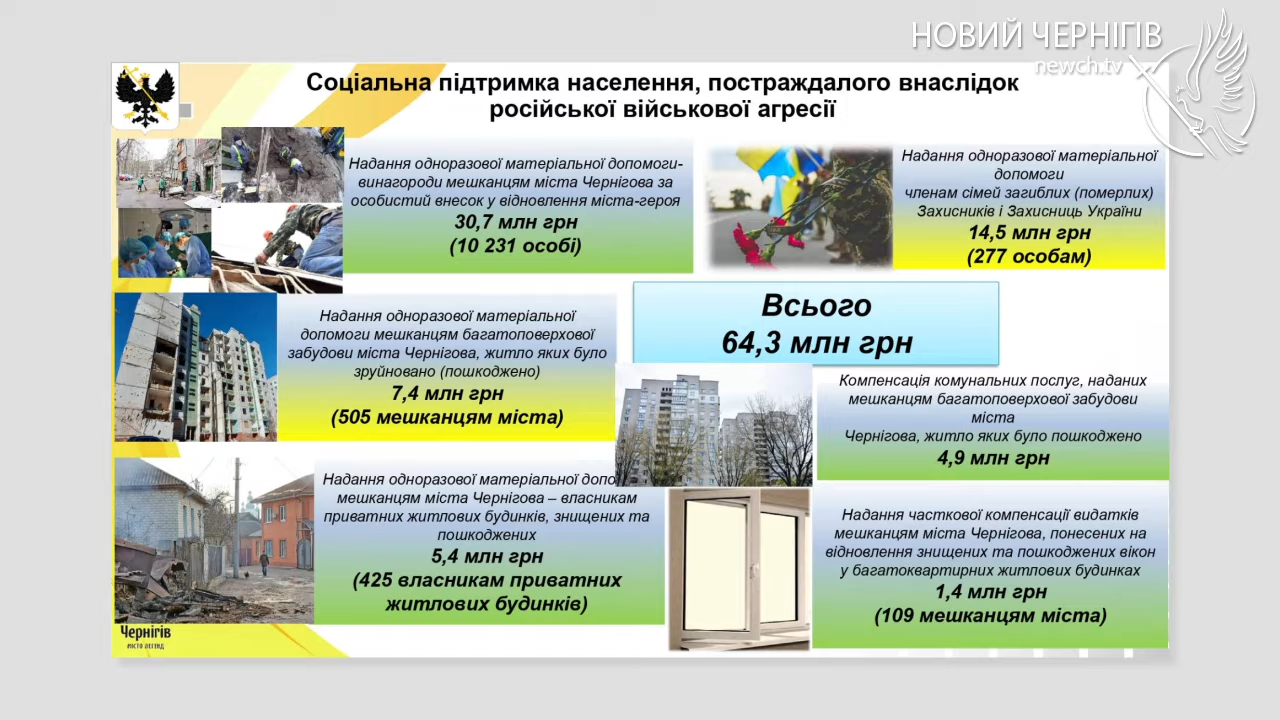 НОВИЙ ЧЕРНІГІВ
newch.tv
Соціальна підтримка населення, постраждалого внаслідок
російської військової агресії
Надання одноразової матеріальної допомоги-
винагороди мешканцям міста Чернігова за
особистий внесок у відновлення міста-героя
30,7 млн грн
(10 231 особі)
Надання одноразової матеріальної
допомоги
членам сімей загиблих (померлих)
Захисників і Захисниць України
14,5 млн грн
(277 особам)
Всього
64,3 млн грн
Надання одноразової матеріальної
допомоги мешканцям багатоповерхової
забудови міста Чернігова, житло яких було
зруйновано (пошкоджено)
7,4 млн грн
(505 мешканцям міста)
Компенсація комунальних послуг, наданих
мешканцям багатоповерхової забудови
міста
Чернігова, житло яких було пошкоджено
4,9 млн грн
Надання одноразової матеріальної
мешканцям міста Чернігова – власникам
приватних житлових будинків, знищених та
пошкоджених
5,4 млн грн
(425 власникам приватних
житлових будинків)
Надання часткової компенсації видатків
мешканцям міста Чернігова, понесених на
відновлення знищених та пошкоджених вікон
у багатоквартирних житлових будинках
1,4 млн грн
(109 мешканцям міста)
Чернігів
МІСТО ЛЕГЕНД